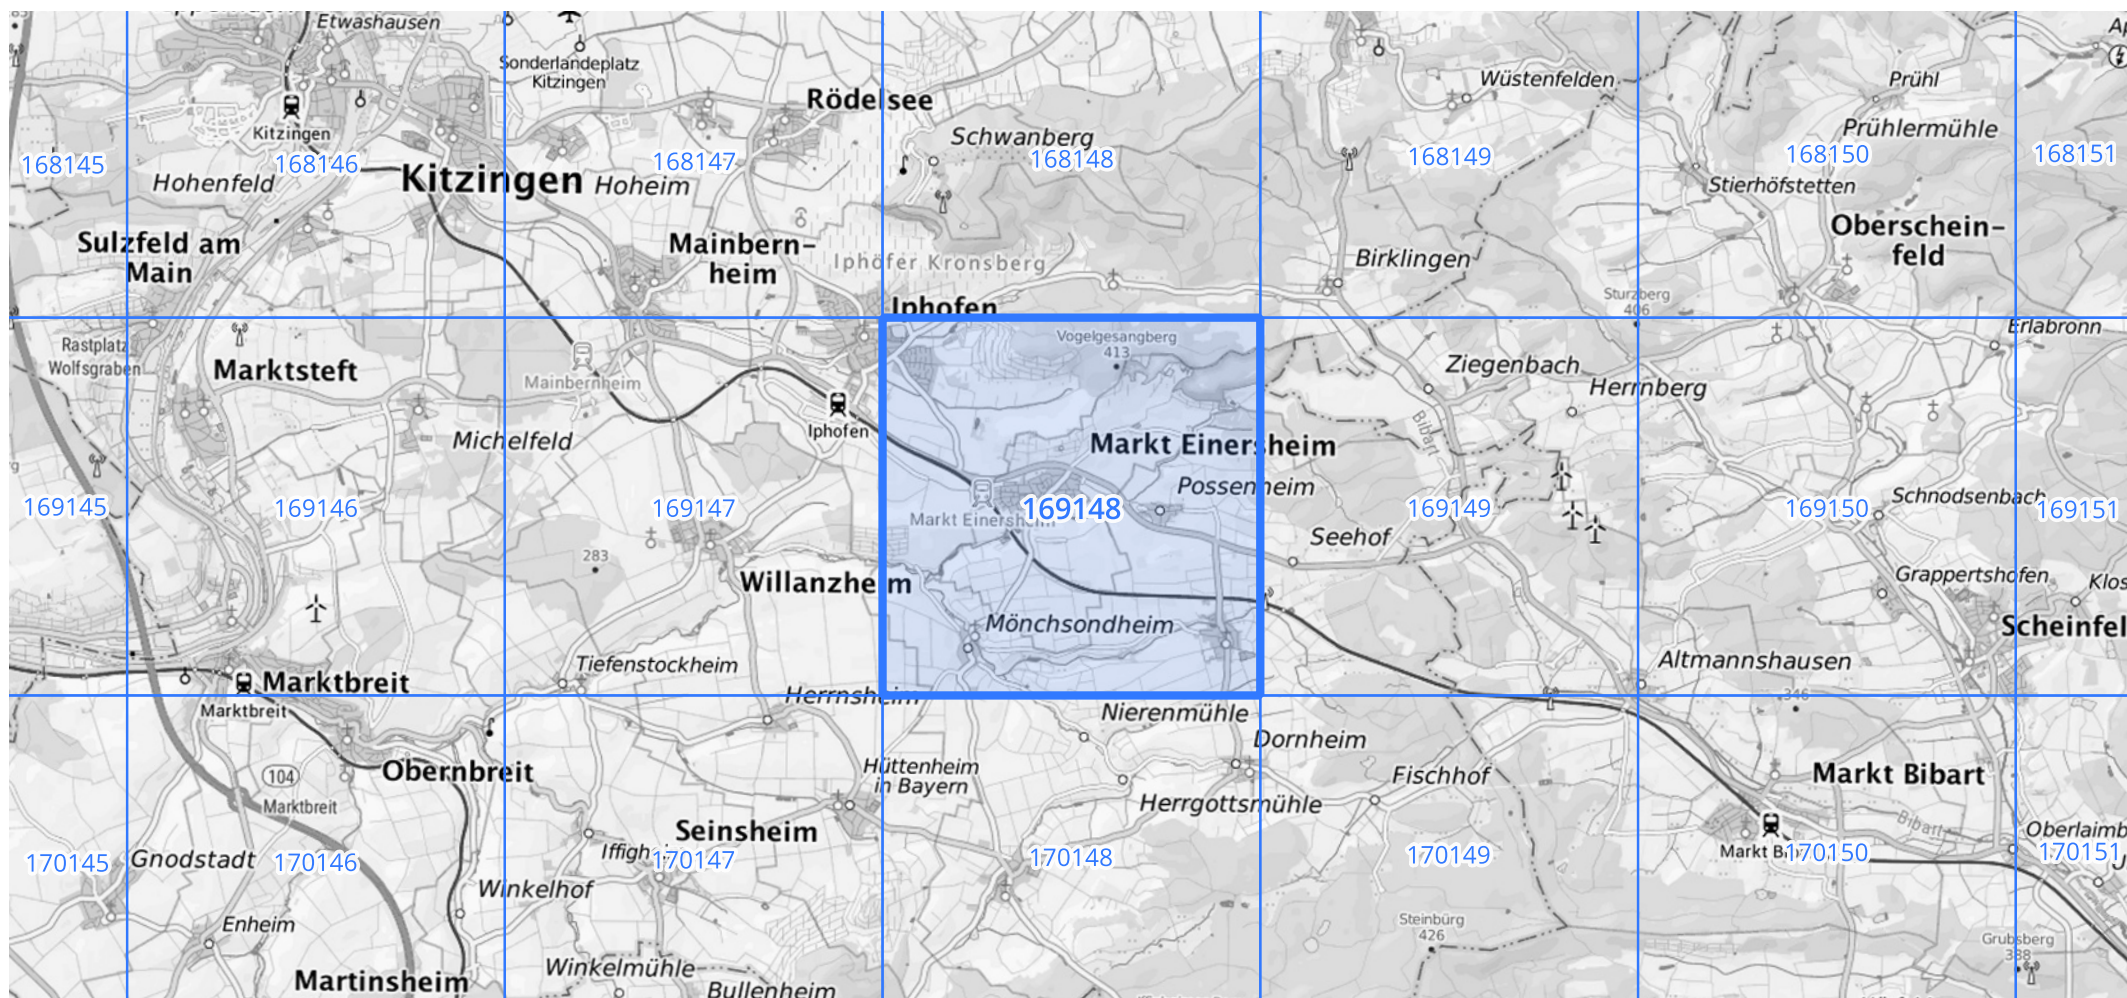 Etwashausen
Sonderlandeplatz
Kitzingen
Wüstenfelden
Prühl
Rödelsee
Schwanberg
Prühlermühle
Kitzingen
168145
168146
168147
168148
168149
168150
168151
Hohenfeld
Kitzingen
Hoheim
Stierhöfstetten
Sulzfeld am
Main
Mainbern-
heim
Oberschein-
feld
Iphöfer Kronsberg
Birklingen
Sturzberg
406
Iphofen
Erlabronn
Rastplatz
Wolfsgraben
Marktsteft
Mainbernheim
Vogelgesangberg
413
Ziegenbach
Herrnberg
Iphofen
Michelfeld
Bibart
Markt Einersheim
Possenheim
Schnodsenbach
169145
169146
169147
169148
169149
169150
169151
Markt Einersheim
Seehof
283
Willanzheim
Grappertshofen
Klos
Mönchsondheim
Scheinfel
Tiefenstockheim
Altmannshausen
Marktbreit
Herrnsheim
346
Marktbreit
Nierenmühle
Dornheim
Obernbreit
Hüttenheim
in Bayern
Fischhof
Markt Bibart
104
Marktbreit
Herrgottsmühle
Seinsheim
Bibart
Oberlaimb
Gnodstadt
Iffigh
Markt Bi
170145
170146
170147
170148
170149
170150
170151
Winkelhof
Enheim
Steinbürg
426
Grubsberg
388
Winkelmühle
Martinsheim
Bullenheim